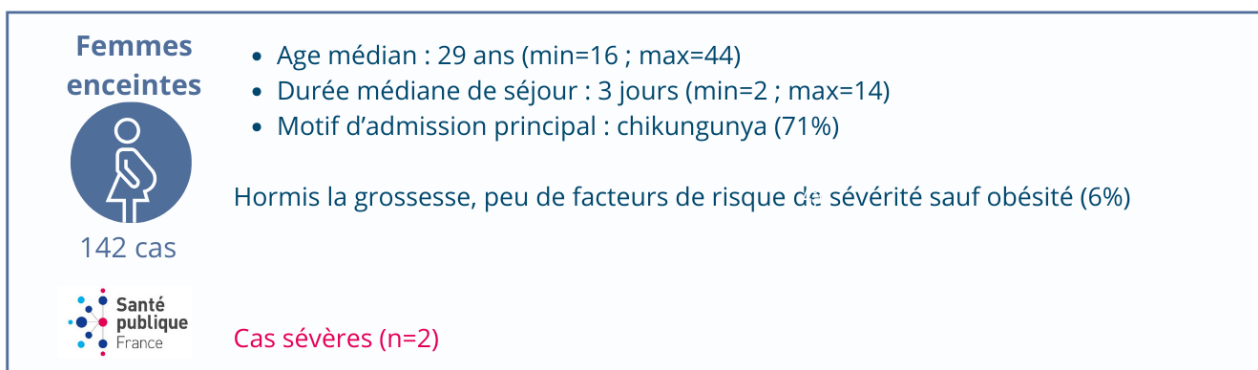 Femmes
enceintes
142 cas
• Age médian : 29 ans (min=16 ; max=44)
• Durée médiane de séjour : 3 jours (min=2 ; max=14)
• Motif d’admission principal : chikungunya (71%)
Hormis la grossesse, peu de facteurs de risque de sévérité sauf obésité (6%)
Santé
publique
France
Cas sévères (n=2)